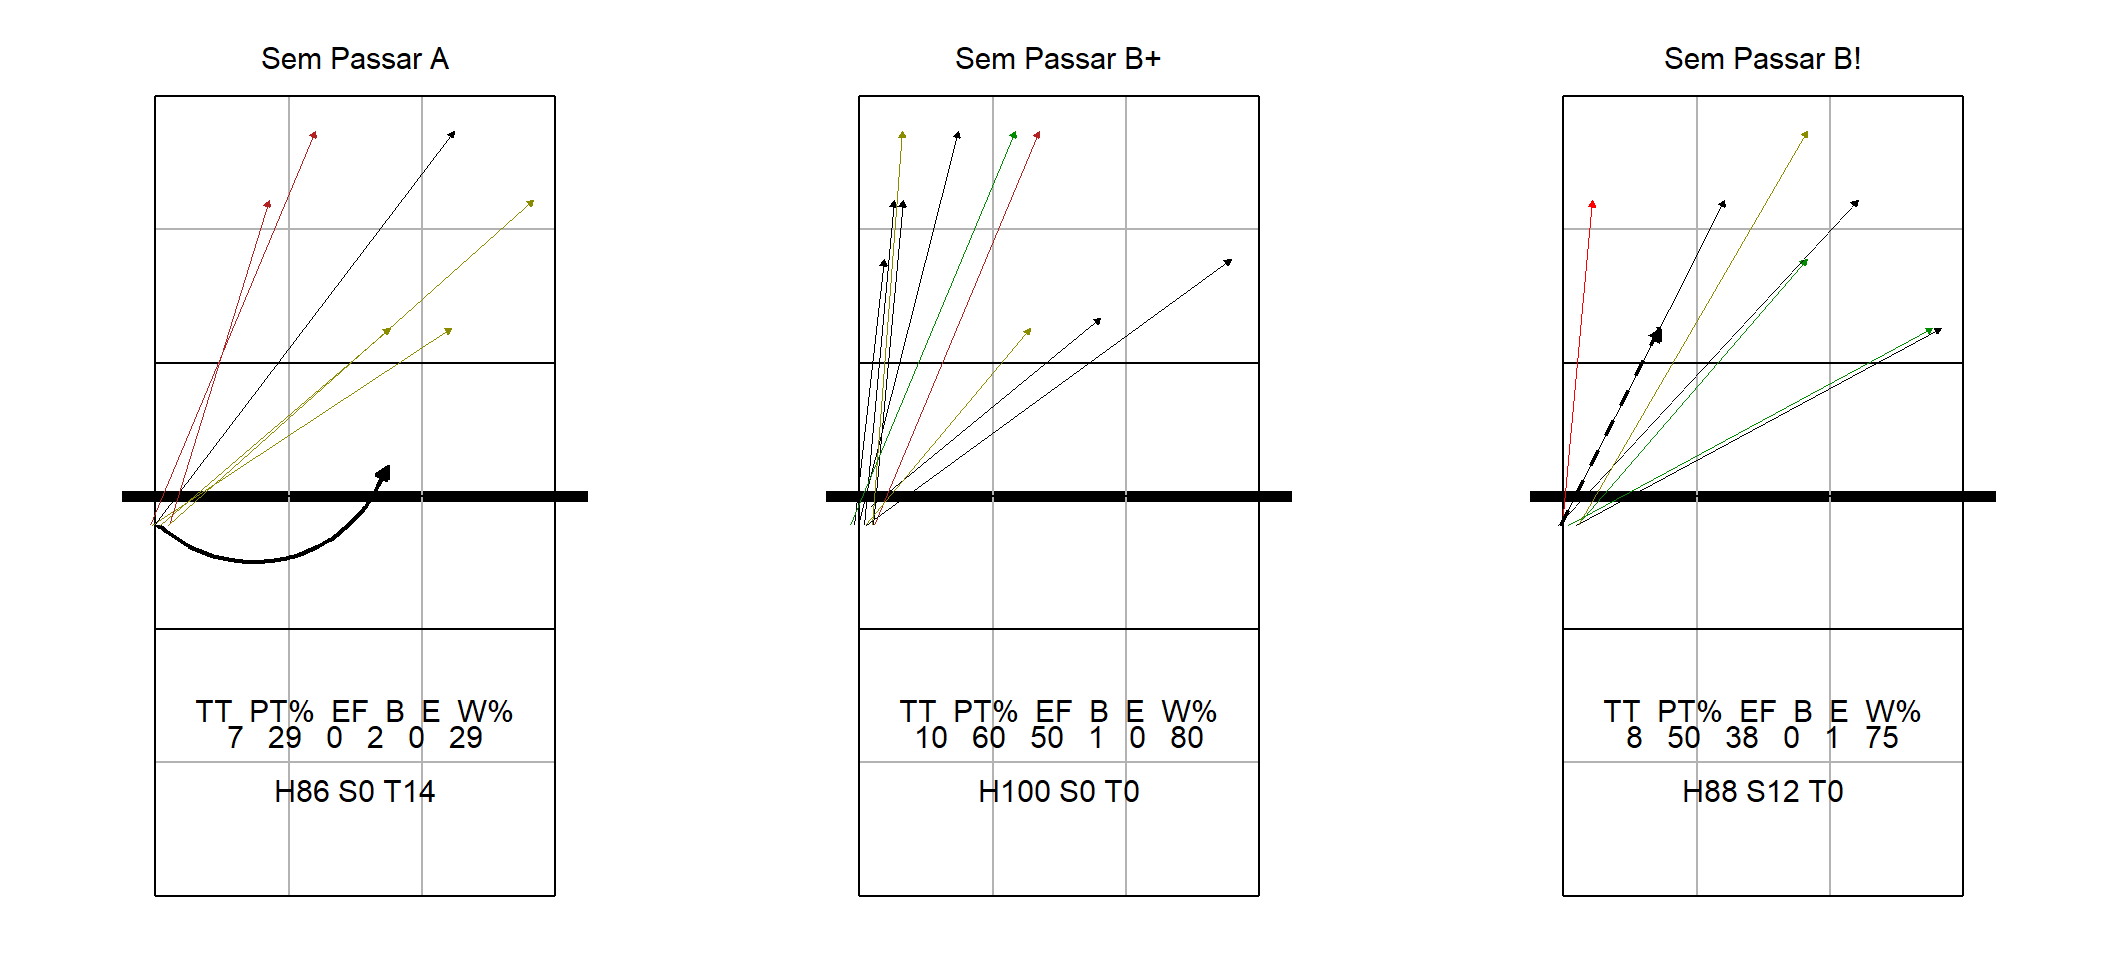 Sem Passar A
TT PT% EF B E W%
7 29 0 2 0 29
H86 S0 T14
Sem Passar B+
TT PT% EF B E W%
10 60 50 1 0 80
H100 S0 T0
Sem Passar B!
TT PT% EF B E W%
8 50 38 0 1 75
H88 S12 T0